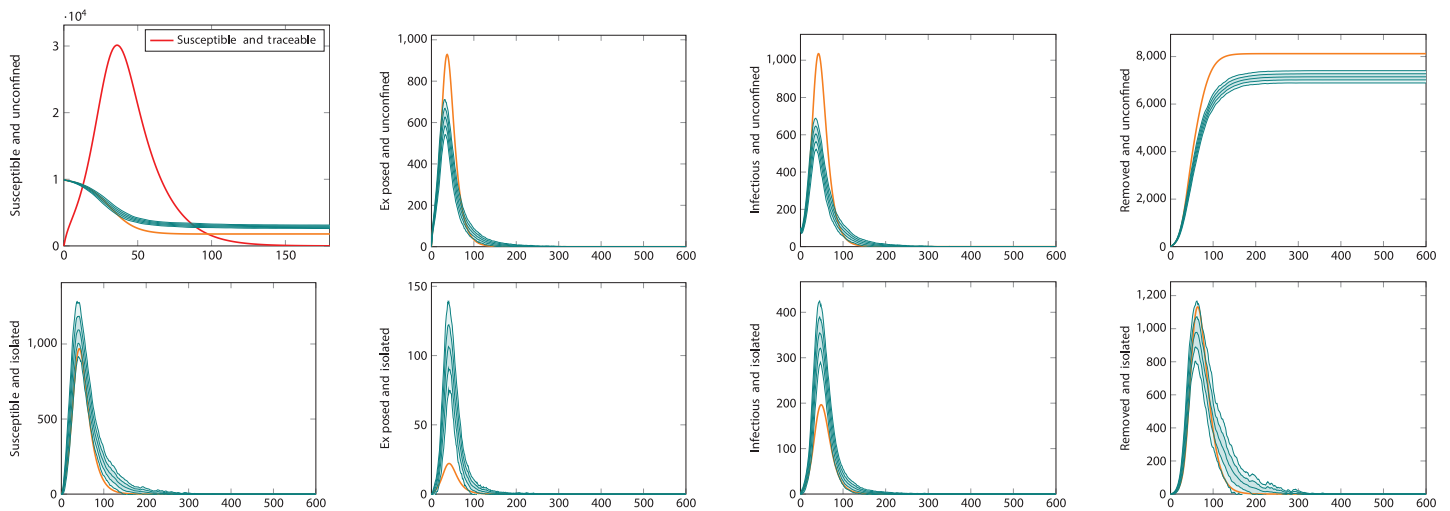 ·10⁴
Susceptible and traceable
Susceptible and unconfined
3
2
1
0
0 50 100 150
Exposed and unconfined
1,000
800
600
400
200
0
0 100 200 300 400 500 600
Infectious and unconfined
1,000
800
600
400
200
0
0 100 200 300 400 500 600
Removed and unconfined
8,000
6,000
4,000
2,000
0
0 100 200 300 400 500 600
Susceptible and isolated
1,000
500
0
0 100 200 300 400 500 600
Exposed and isolated
150
100
50
0
0 100 200 300 400 500 600
Infectious and isolated
400
300
200
100
0
0 100 200 300 400 500 600
Removed and isolated
1,200
1,000
800
600
400
200
0
0 100 200 300 400 500 600